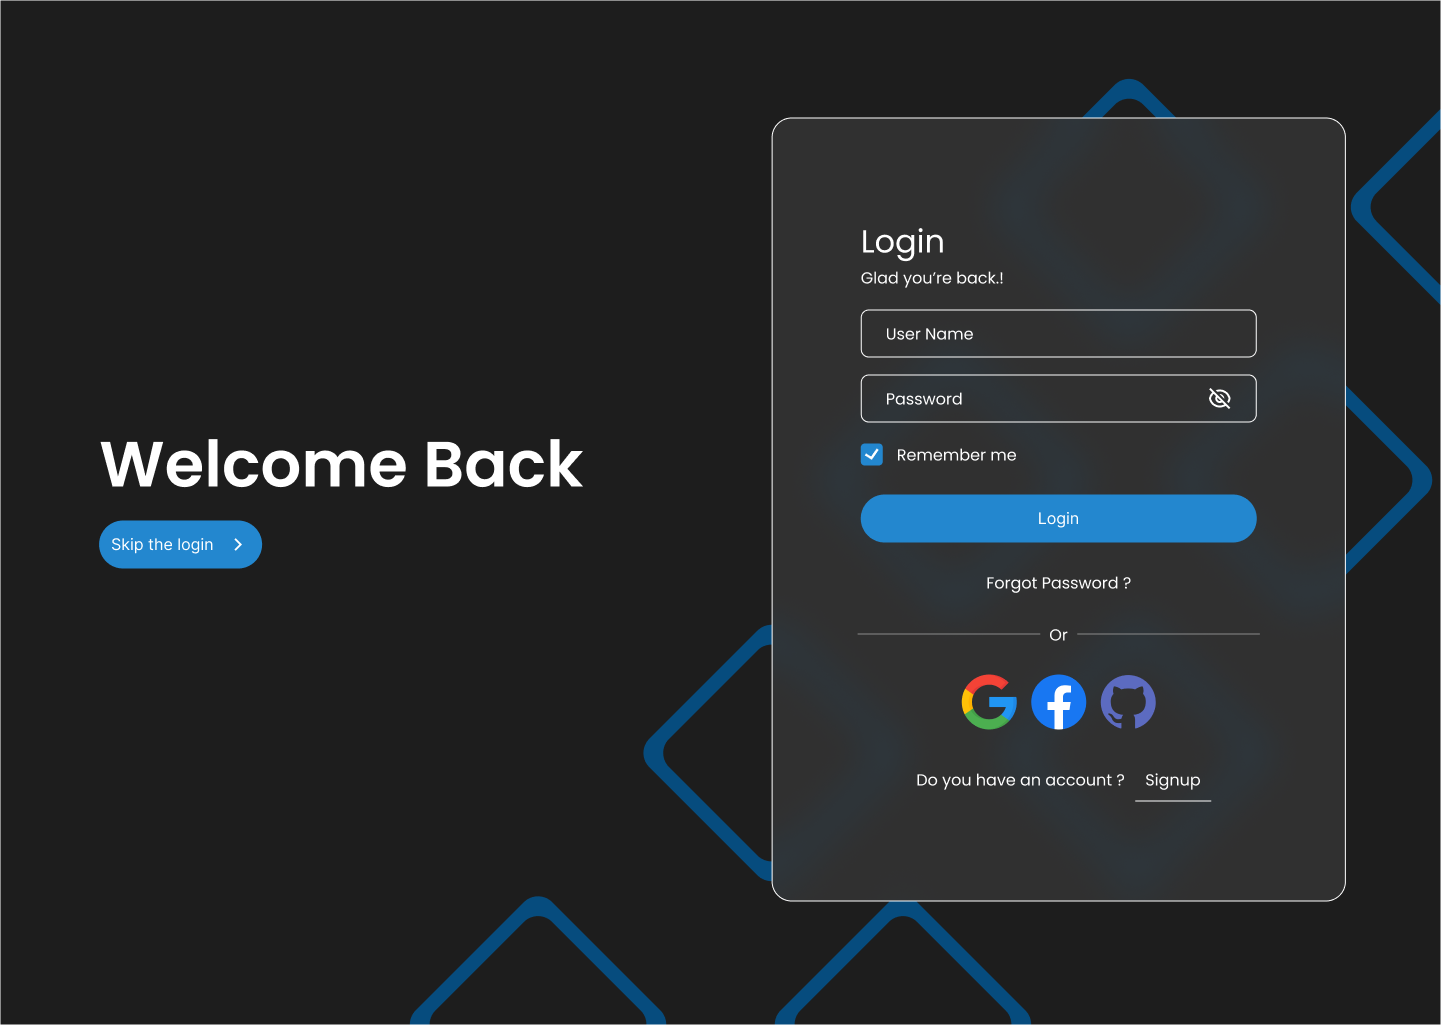 Welcome Back
Skip the login
Login
Glad you’re back.!
User Name
Password
Remember me
Login
Forgot Password ?
Or
Do you have an account ? Signup